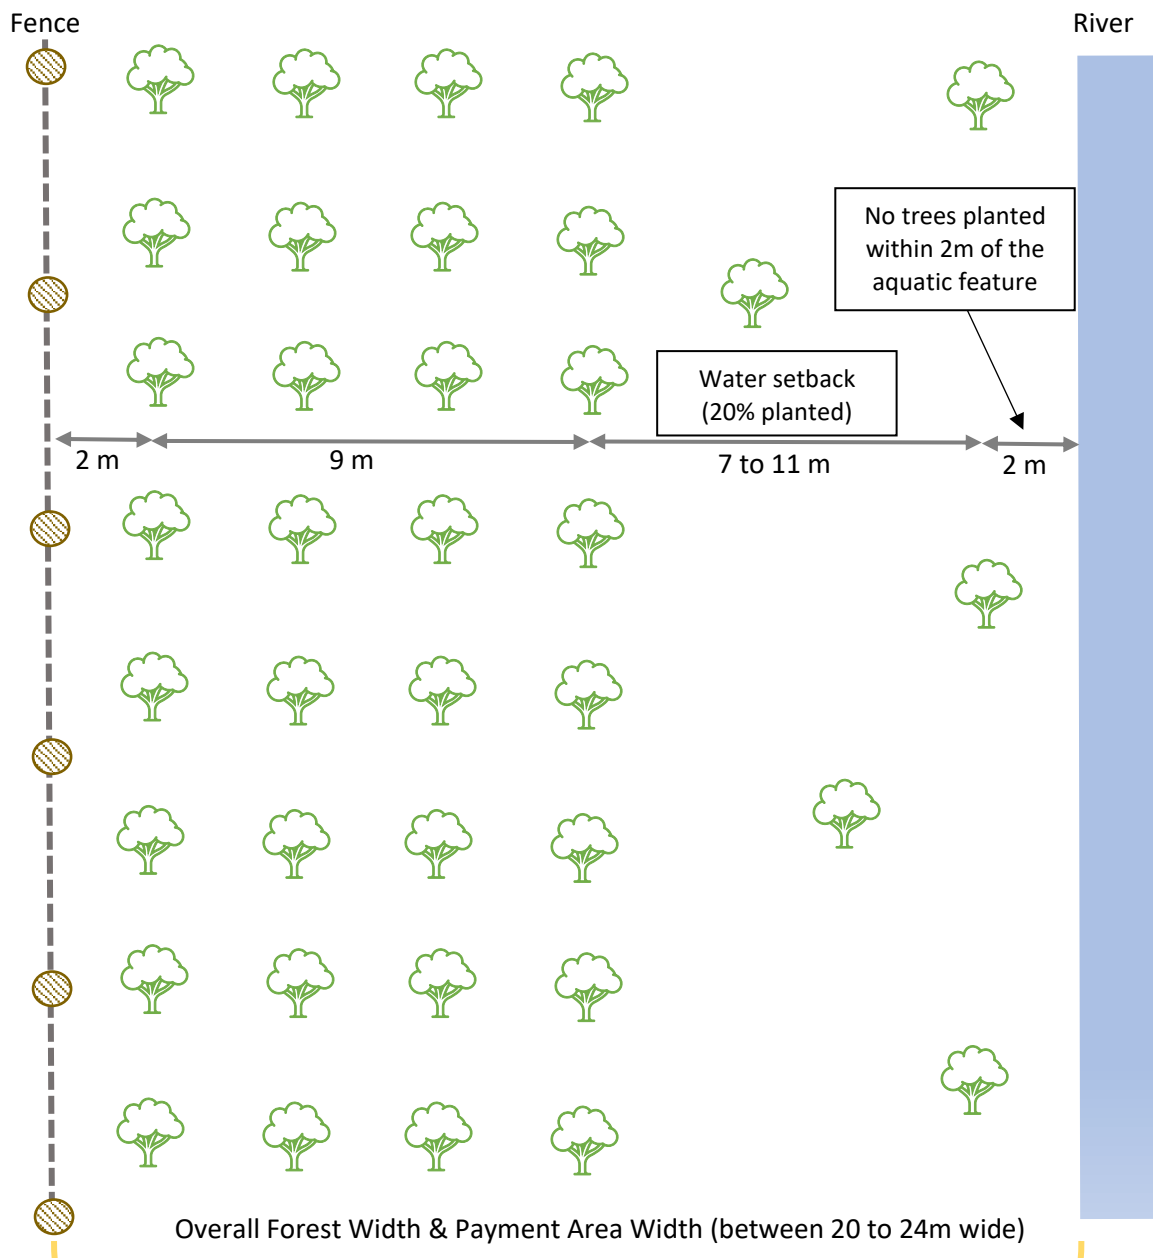 Fence
River
No trees planted
within 2m of the
aquatic feature
Water setback
(20% planted)
2 m
9 m
7 to 11 m
2 m
Overall Forest Width & Payment Area Width (between 20 to 24m wide)